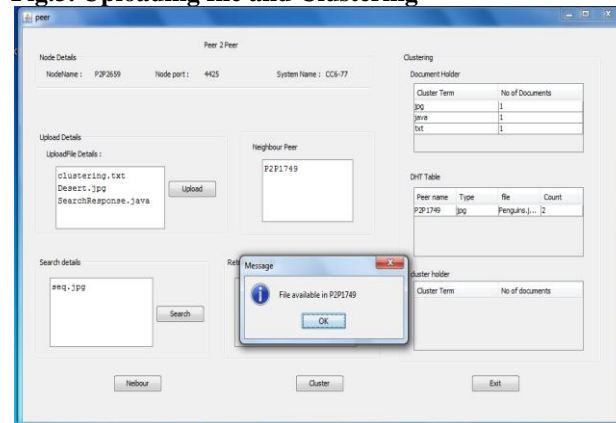 Fig.3: Uploading file and Clustering
peer
Peer 2 Peer
Node Details
NodeName : P2P2659 Node port : 4425 System Name : CC6-77
Upload Details
UploadFile Details :
clustering.txt
Desert.jpg
SearchResponse.java
Upload
Neighbour Peer
P2P1749
Search details
seq.jpg
Search
Message
File available in P2P1749
OK
Clustering
Document Holder
Cluster Term No of Documents
jpg 1
java 1
txt 1
DHT Table
Peer name Type file Count
P2P1749 jpg Penguins.j... 2
cluster holder
Cluster Term No of documents
Nebour Cluster Exit